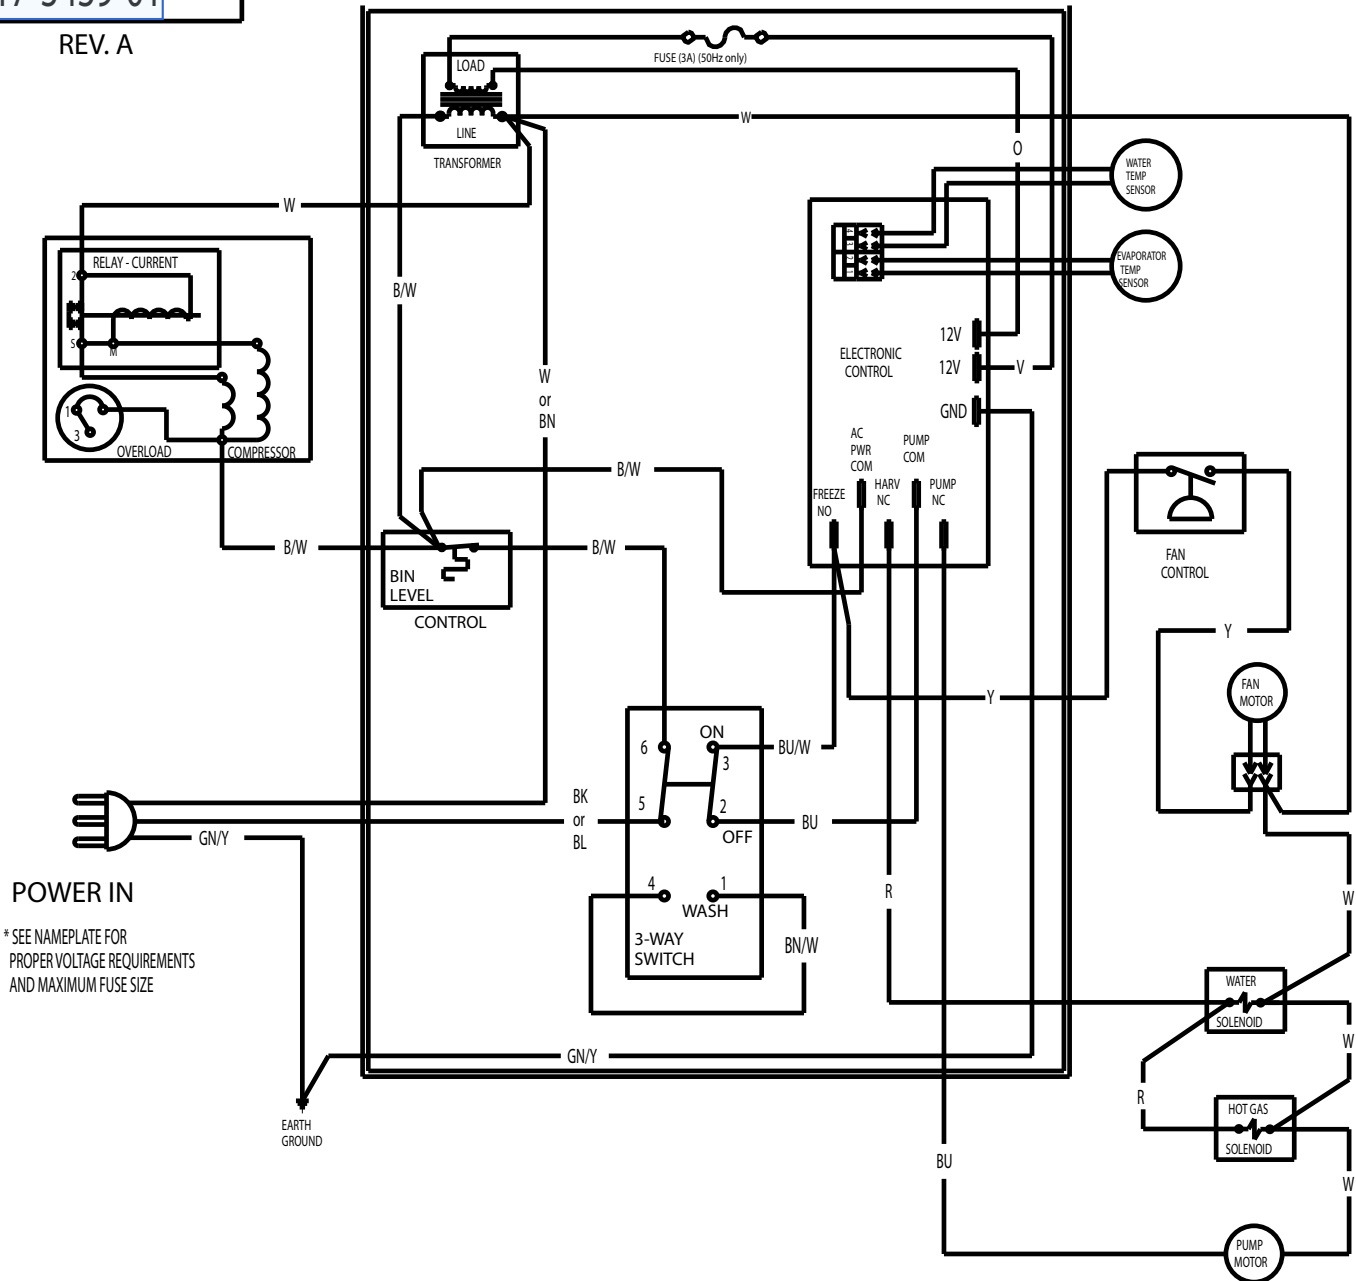 REV. A
FUSE (3A) (50Hz only)
LOAD
LINE
TRANSFORMER
W
O
WATER
TEMP
SENSOR
W
RELAY - CURRENT
2
S
M
1
3
OVERLOAD
COMPRESSOR
B/W
4
3
2
1
EVAPORATOR
TEMP
SENSOR
12V
12V
V
GND
ELECTRONIC
CONTROL
W
or
BN
AC
PWR
COM
PUMP
COM
FREEZE
NO
HARV
NC
PUMP
NC
B/W
B/W
B/W
BIN
LEVEL
CONTROL
FAN
CONTROL
Y
Y
FAN
MOTOR
6
ON
3
BU/W
5
2
OFF
BU
BK
or
BL
GN/Y
4
1
WASH
3-WAY
SWITCH
BN/W
R
W
POWER IN
* SEE NAMEPLATE FOR
PROPER VOLTAGE REQUIREMENTS
AND MAXIMUM FUSE SIZE
WATER
SOLENOID
W
GN/Y
EARTH
GROUND
R
HOT GAS
SOLENOID
BU
W
PUMP
MOTOR